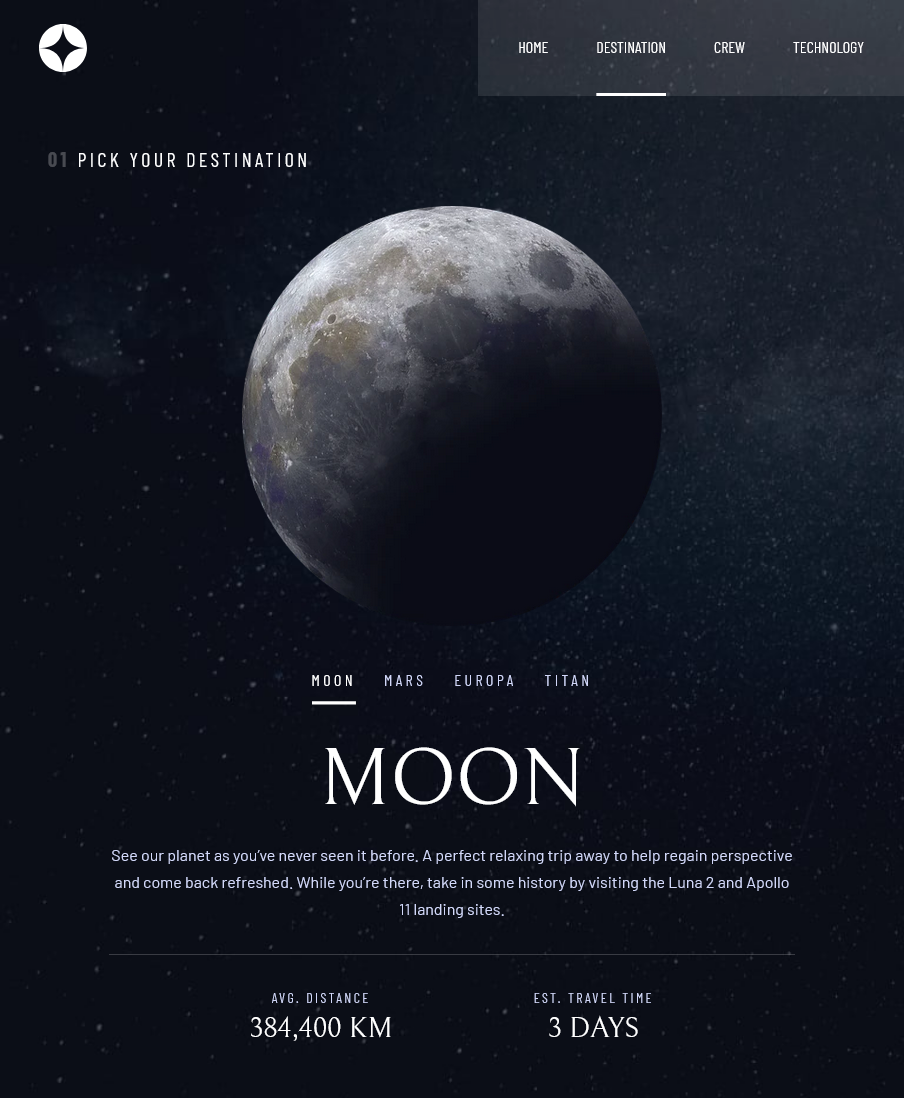 HOME DESTINATION CREW TECHNOLOGY
01 PICK YOUR DESTINATION
MOON MARS EUROPA TITAN
MOON
See our planet as you’ve never seen it before. A perfect relaxing trip away to help regain perspective
and come back refreshed. While you’re there, take in some history by visiting the Luna 2 and Apollo
11 landing sites.
AVG. DISTANCE EST. TRAVEL TIME
384,400 KM 3 DAYS